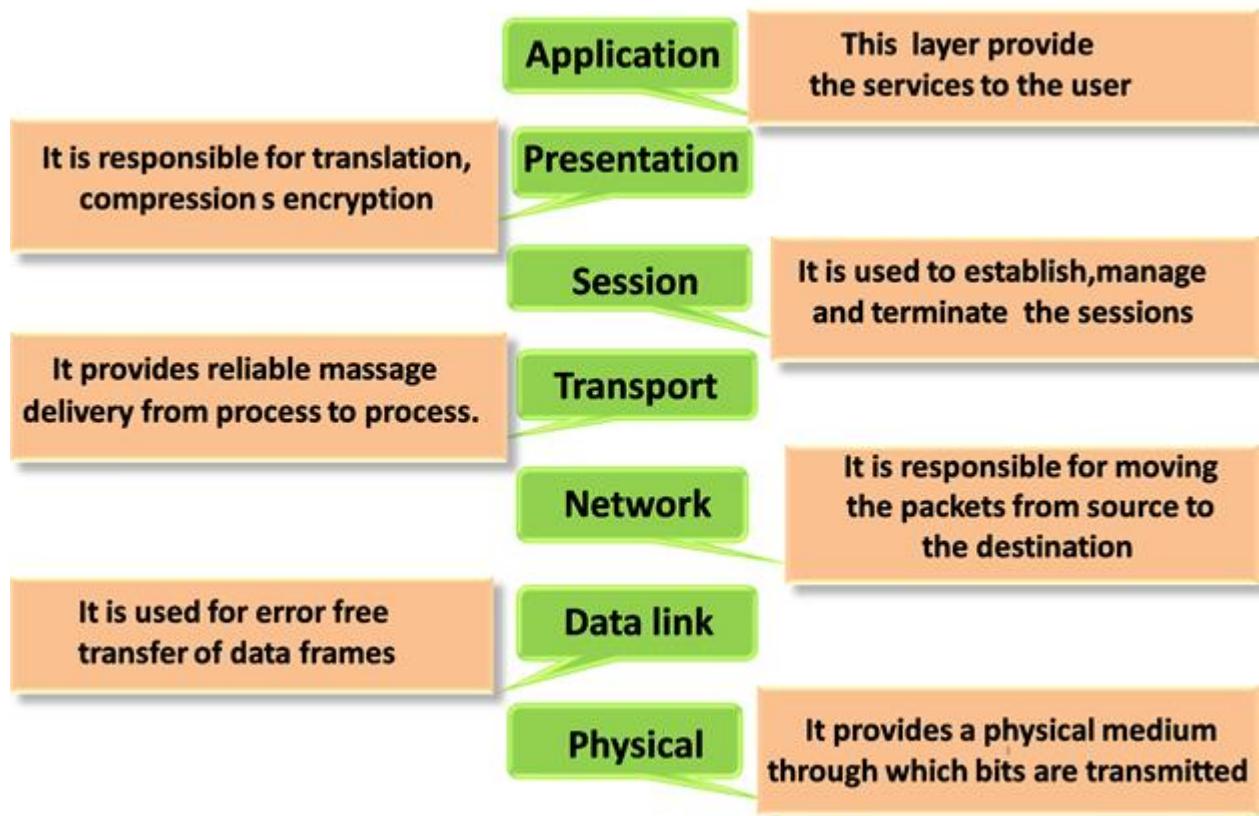 Application
This layer provide
the services to the user
Presentation
It is responsible for translation,
compression s encryption
Session
It is used to establish,manage
and terminate the sessions
Transport
It provides reliable massage
delivery from process to process.
Network
It is responsible for moving
the packets from source to
the destination
Data link
It is used for error free
transfer of data frames
Physical
It provides a physical medium
through which bits are transmitted